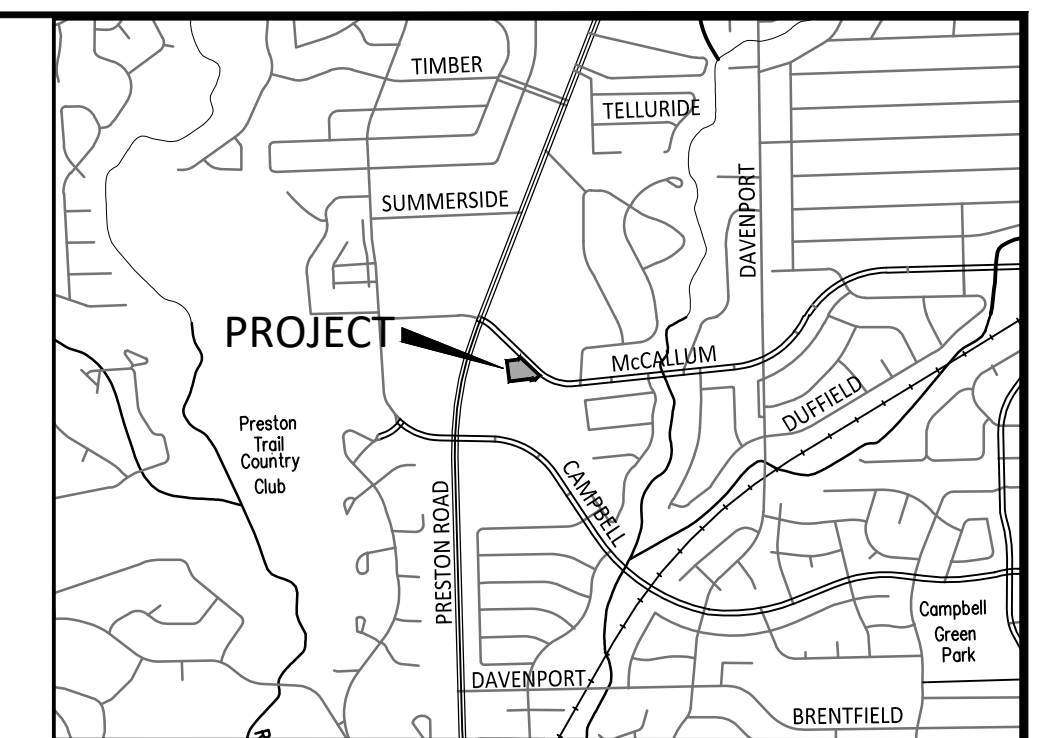 TIMBER
TELLURIDE
SUMMERSIDE
DAVENPORT
PROJECT
McCALLUM
DUFFIELD
Preston
Trail
Country
Club
CAMPBELL
PRESTON ROAD
Campbell
Green
Park
DAVENPORT
BRENTFIELD
R